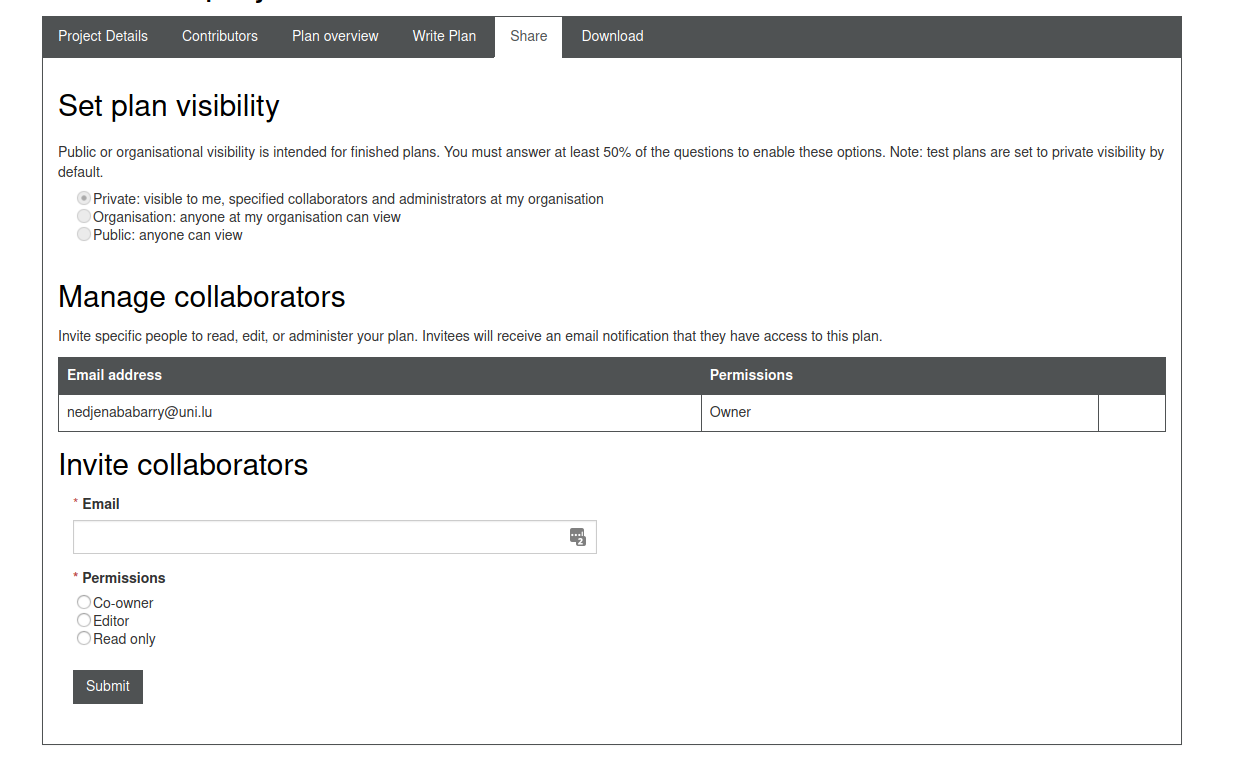 Project Details Contributors Plan overview Write Plan Share Download
Set plan visibility
Public or organisational visibility is intended for finished plans. You must answer at least 50% of the questions to enable these options. Note: test plans are set to private visibility by
default.
Private: visible to me, specified collaborators and administrators at my organisation
Organisation: anyone at my organisation can view
Public: anyone can view
Manage collaborators
Invite specific people to read, edit, or administer your plan. Invitees will receive an email notification that they have access to this plan.
Email address Permissions
nedjenababarry@uni.lu Owner
Invite collaborators
* Email
2
* Permissions
Co-owner
Editor
Read only
Submit